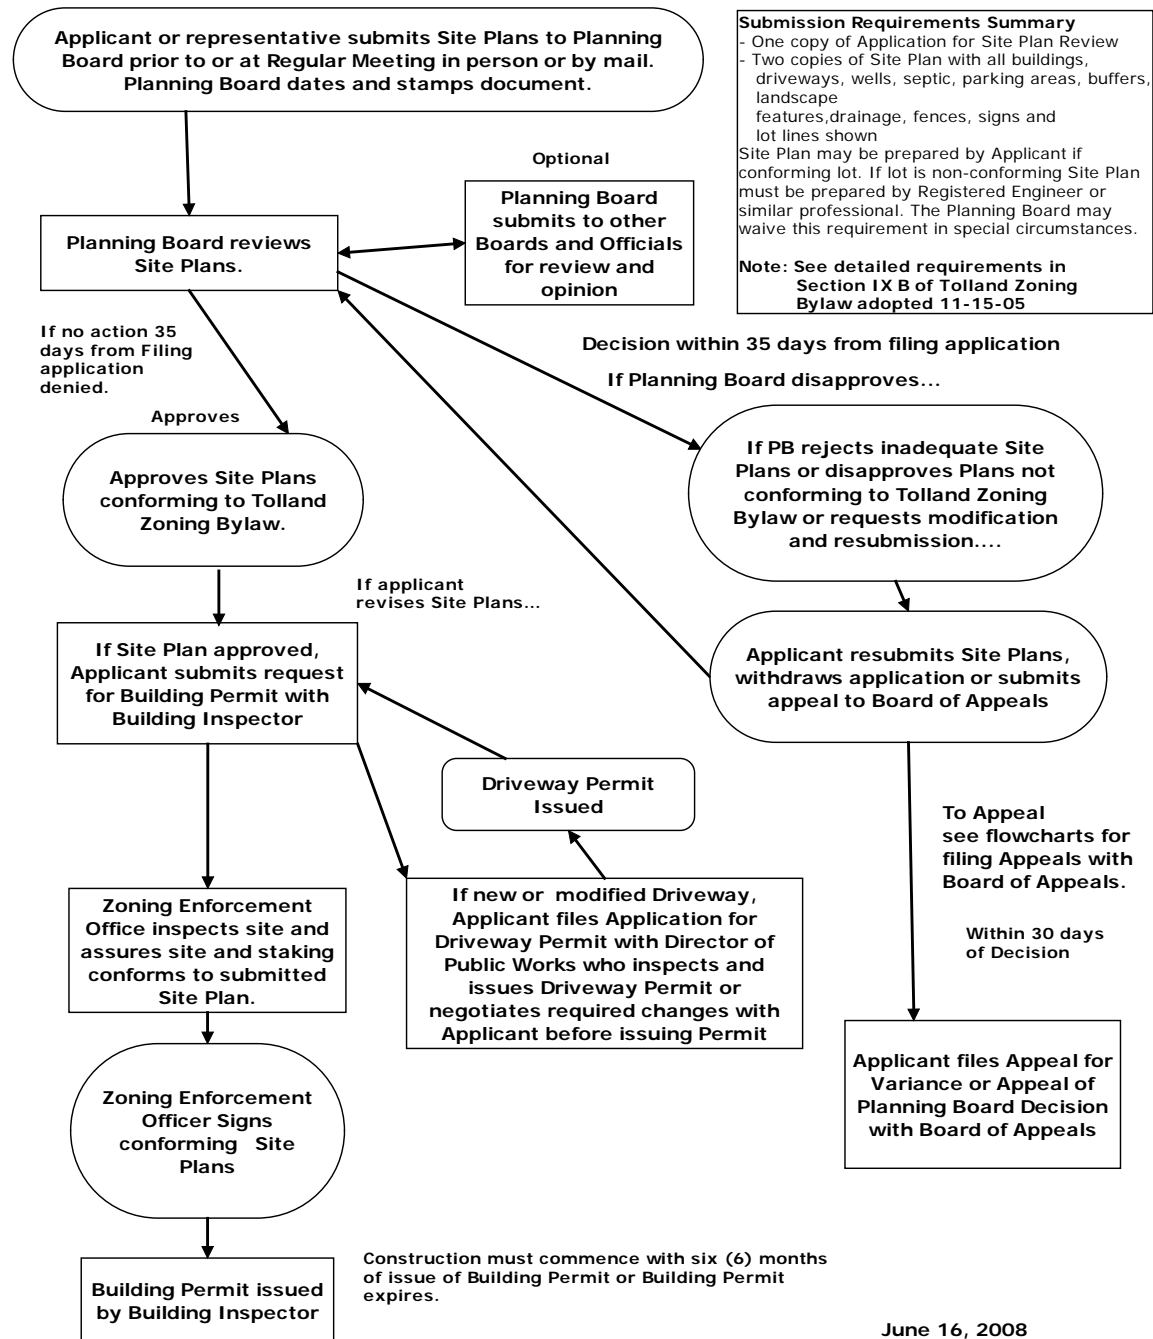 Applicant or representative submits Site Plans to Planning
Board prior to or at Regular Meeting in person or by mail.
Planning Board dates and stamps document.
Submission Requirements Summary
- One copy of Application for Site Plan Review
- Two copies of Site Plan with all buildings,
driveways, wells, septic, parking areas, buffers,
landscape
features,drainage, fences, signs and
lot lines shown
Site Plan may be prepared by Applicant if
conforming lot. If lot is non-conforming Site Plan
must be prepared by Registered Engineer or
similar professional. The Planning Board may
waive this requirement in special circumstances.
Note: See detailed requirements in
Section IX B of Tolland Zoning
Bylaw adopted 11-15-05
Optional
Planning Board
submits to other
Boards and Officials
for review and
opinion
Planning Board reviews
Site Plans.
If no action 35
days from Filing
application
denied.
Approves
Decision within 35 days from filing application
If Planning Board disapproves...
Approves Site Plans
conforming to Tolland
Zoning Bylaw.
If PB rejects inadequate Site
Plans or disapproves Plans not
conforming to Tolland Zoning
Bylaw or requests modification
and resubmission....
If applicant
revises Site Plans...
If Site Plan approved,
Applicant submits request
for Building Permit with
Building Inspector
Applicant resubmits Site Plans,
withdraws application or submits
appeal to Board of Appeals
Driveway Permit
Issued
To Appeal
see flowcharts for
filing Appeals with
Board of Appeals.
Within 30 days
of Decision
Zoning Enforcement
Office inspects site and
assures site and staking
conforms to submitted
Site Plan.
If new or modified Driveway,
Applicant files Application for
Driveway Permit with Director of
Public Works who inspects and
issues Driveway Permit or
negotiates required changes with
Applicant before issuing Permit
Applicant files Appeal for
Variance or Appeal of
Planning Board Decision
with Board of Appeals
Zoning Enforcement
Officer Signs
conforming Site
Plans
Building Permit issued
by Building Inspector
Construction must commence with six (6) months
of issue of Building Permit or Building Permit
expires.
June 16, 2008